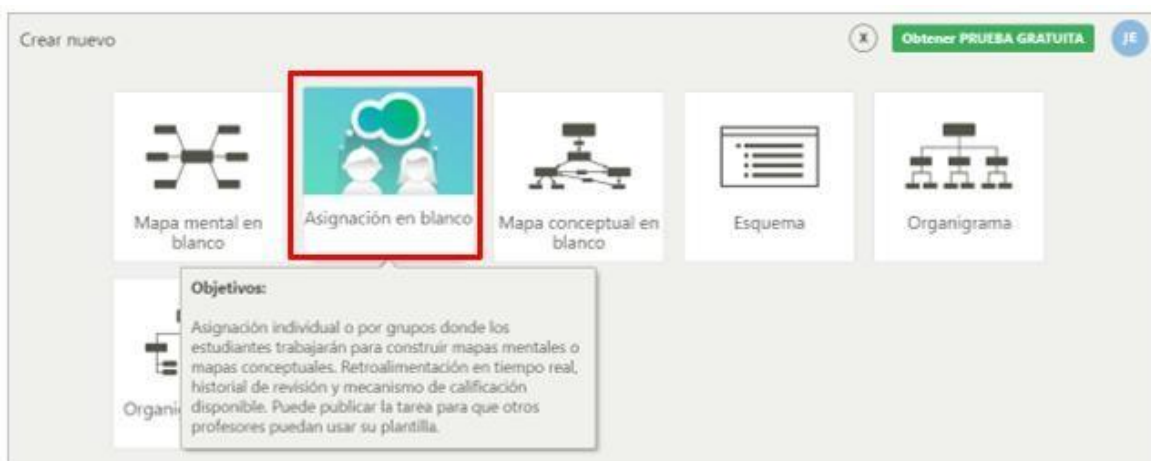 Crear nuevo
X
Obtener PRUEBA GRATUITA
JE
Mapa mental en
blanco
Asignación en blanco
Mapa conceptual en
blanco
Esquema
Organigrama
Objetivos:
Asignación individual o por grupos donde los
estudiantes trabajarán para construir mapas mentales o
mapas conceptuales. Retroalimentación en tiempo real,
historial de revisión y mecanismo de calificación
disponible. Puede publicar la tarea para que otros
profesores puedan usar su plantilla.